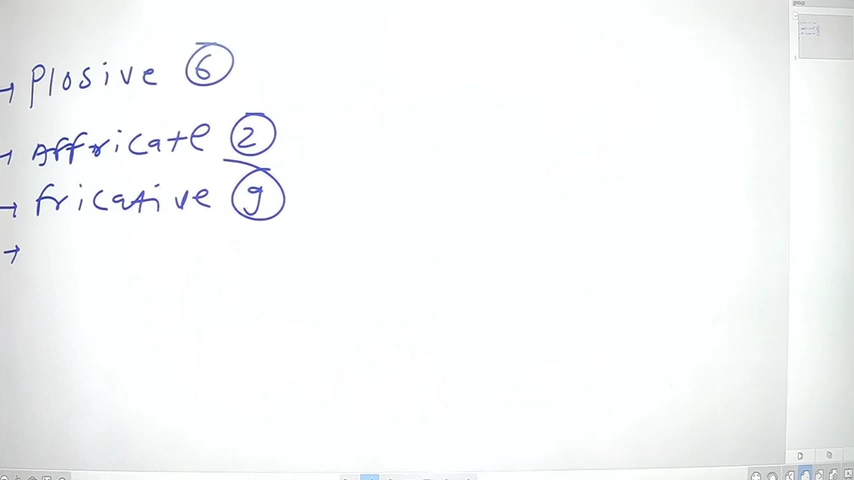 → Plosive 6
→ Affricate 2
→ fricative 9
→